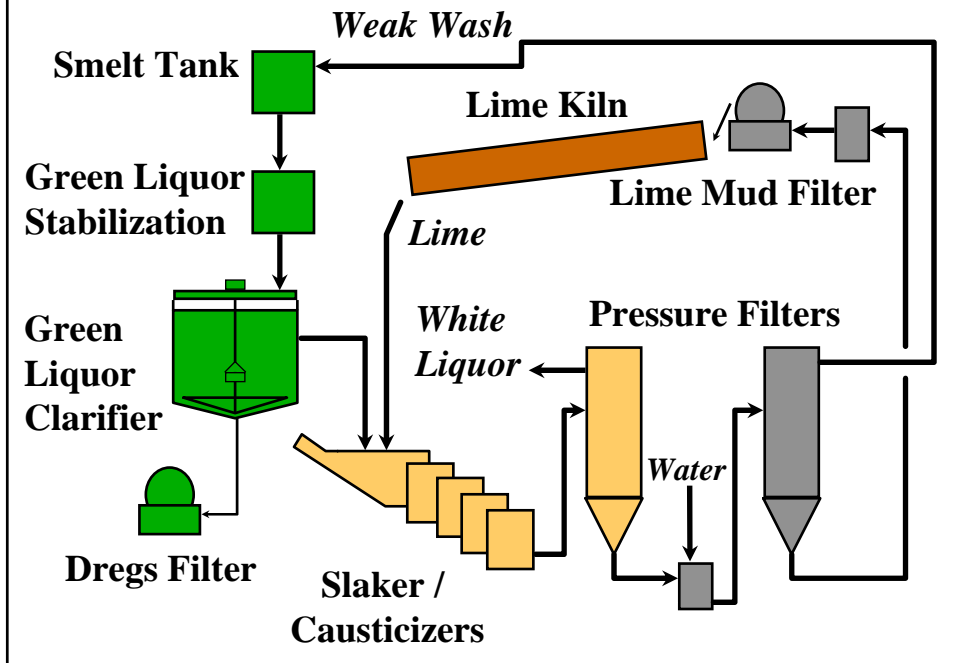 Weak Wash
Smelt Tank
Lime Kiln
Green Liquor
Stabilization
Lime Mud Filter
Lime
Green
Liquor
Clarifier
White
Liquor
Pressure Filters
Water
Dregs Filter
Slaker /
Causticizers